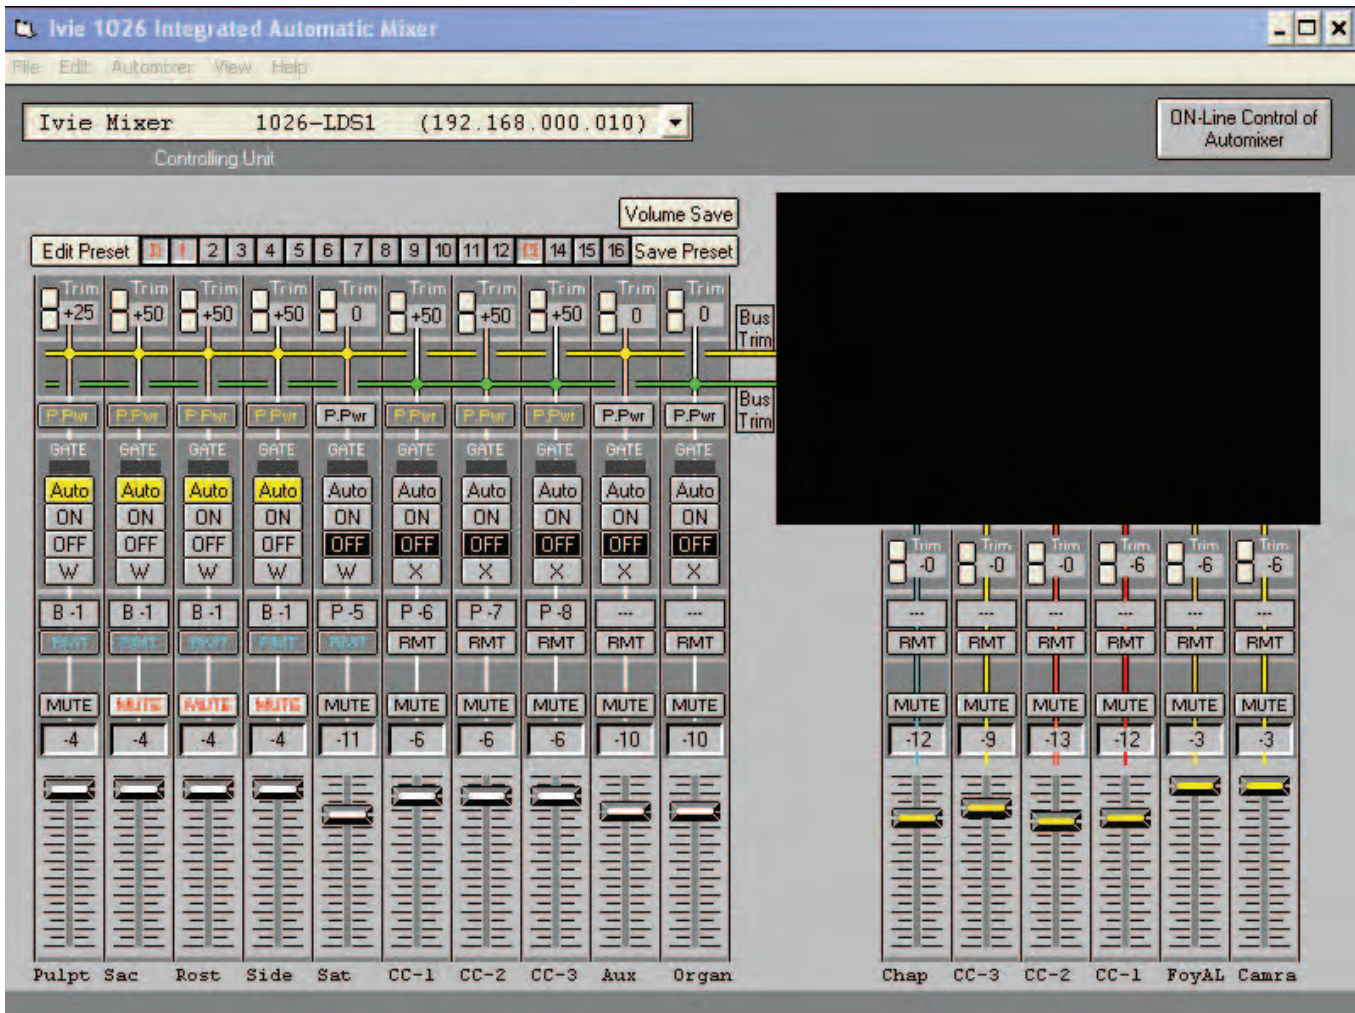 Ivie 1026 Integrated Automatic Mixer
File Edit Automixer View Help
Ivie Mixer 1026-LDS1 (192.168.000.010)
ON-Line Control of
Automixer
Controlling Unit
Volume Save
Edit Preset 1 2 3 4 5 6 7 8 9 10 11 12 13 14 15 16 Save Preset
Trim Trim Trim Trim Trim Trim Trim Trim Trim Trim
+25 +50 +50 +50 0 +50 +50 +50 0 0
Bus
Trim
P.Pwr P.Pwr P.Pwr P.Pwr P.Pwr P.Pwr P.Pwr P.Pwr P.Pwr P.Pwr
Bus
Trim
GATE GATE GATE GATE GATE GATE GATE GATE GATE GATE
Auto Auto Auto Auto Auto Auto Auto Auto Auto Auto
ON ON ON ON ON ON ON ON ON ON
OFF OFF OFF OFF OFF OFF OFF OFF OFF OFF
W W W W W X X X X X
Trim Trim Trim Trim Trim Trim
-0 -0 -0 -6 -6 -6
B -1 B -1 B -1 B -1 P -5 P -6 P -7 P -8 --- --- --- --- --- --- --- ---
RMT RMT RMT RMT RMT RMT RMT RMT RMT RMT RMT RMT RMT RMT RMT RMT
MUTE MUTE MUTE MUTE MUTE MUTE MUTE MUTE MUTE MUTE MUTE MUTE MUTE MUTE MUTE MUTE
-4 -4 -4 -4 -11 -6 -6 -6 -10 -10 -12 -9 -13 -12 -3 -3
Pulpt Sac Rost Side Sat CC-1 CC-2 CC-3 Aux Organ Chap CC-3 CC-2 CC-1 FoyAL Camra